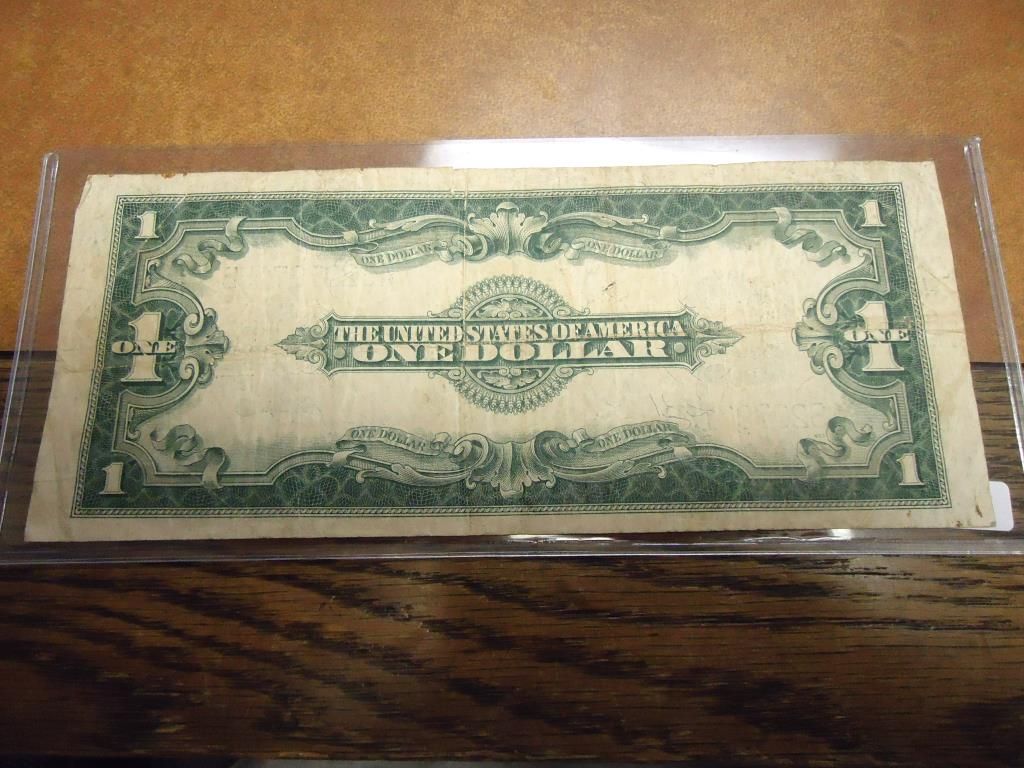 1 1
ONE DOLLAR ONE DOLLAR
1 ONE 1 ONE
THE UNITED STATES OF AMERICA
ONE DOLLAR
ONE DOLLAR ONE DOLLAR
1 1